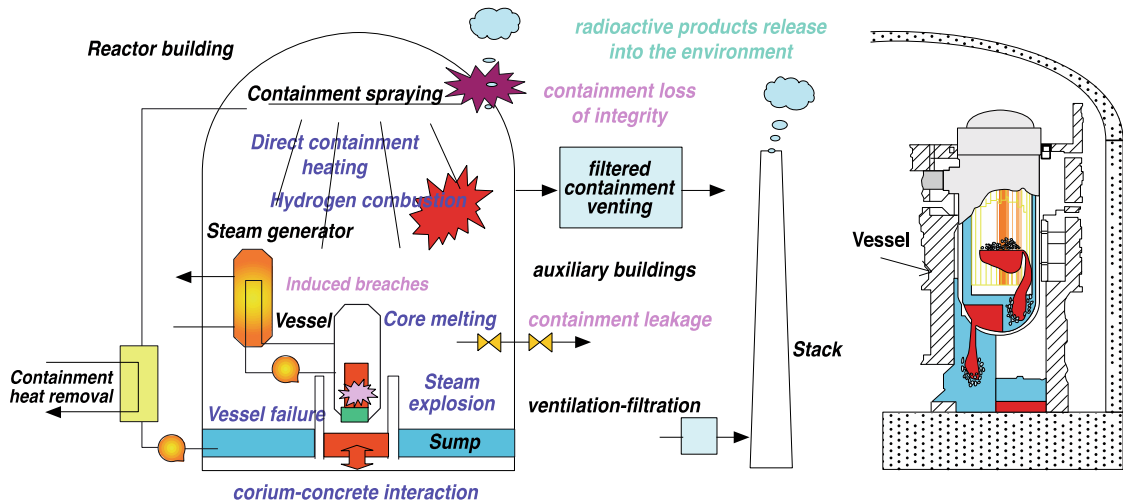 Reactor building
radioactive products release
into the environment
Containment spraying
containment loss
of integrity
Direct containment
heating
filtered
containment
venting
Hydrogen combustion
Steam generator
Vessel
auxiliary buildings
Induced breaches
Vessel
Core melting
containment leakage
Stack
Containment
heat removal
Steam
explosion
Vessel failure
ventilation-filtration
Sump
corium-concrete interaction